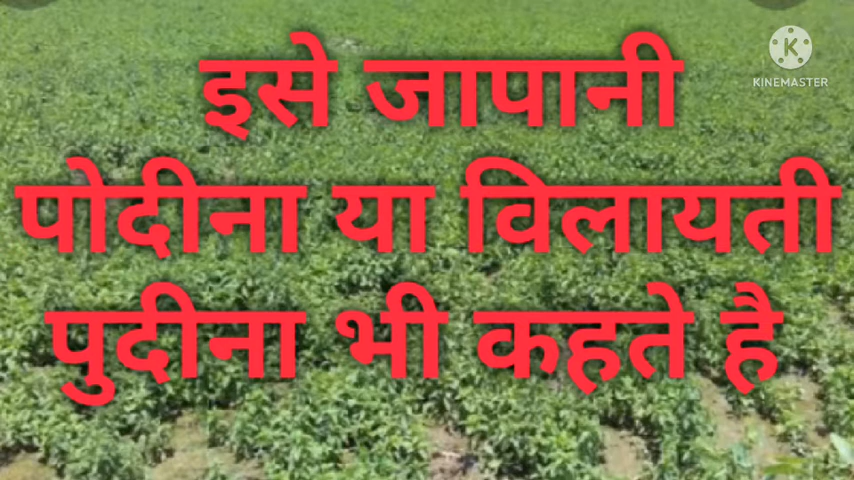 इसे जापानी
पोदीना या विलायती
पुदीना भी कहते है
KINEMASTER